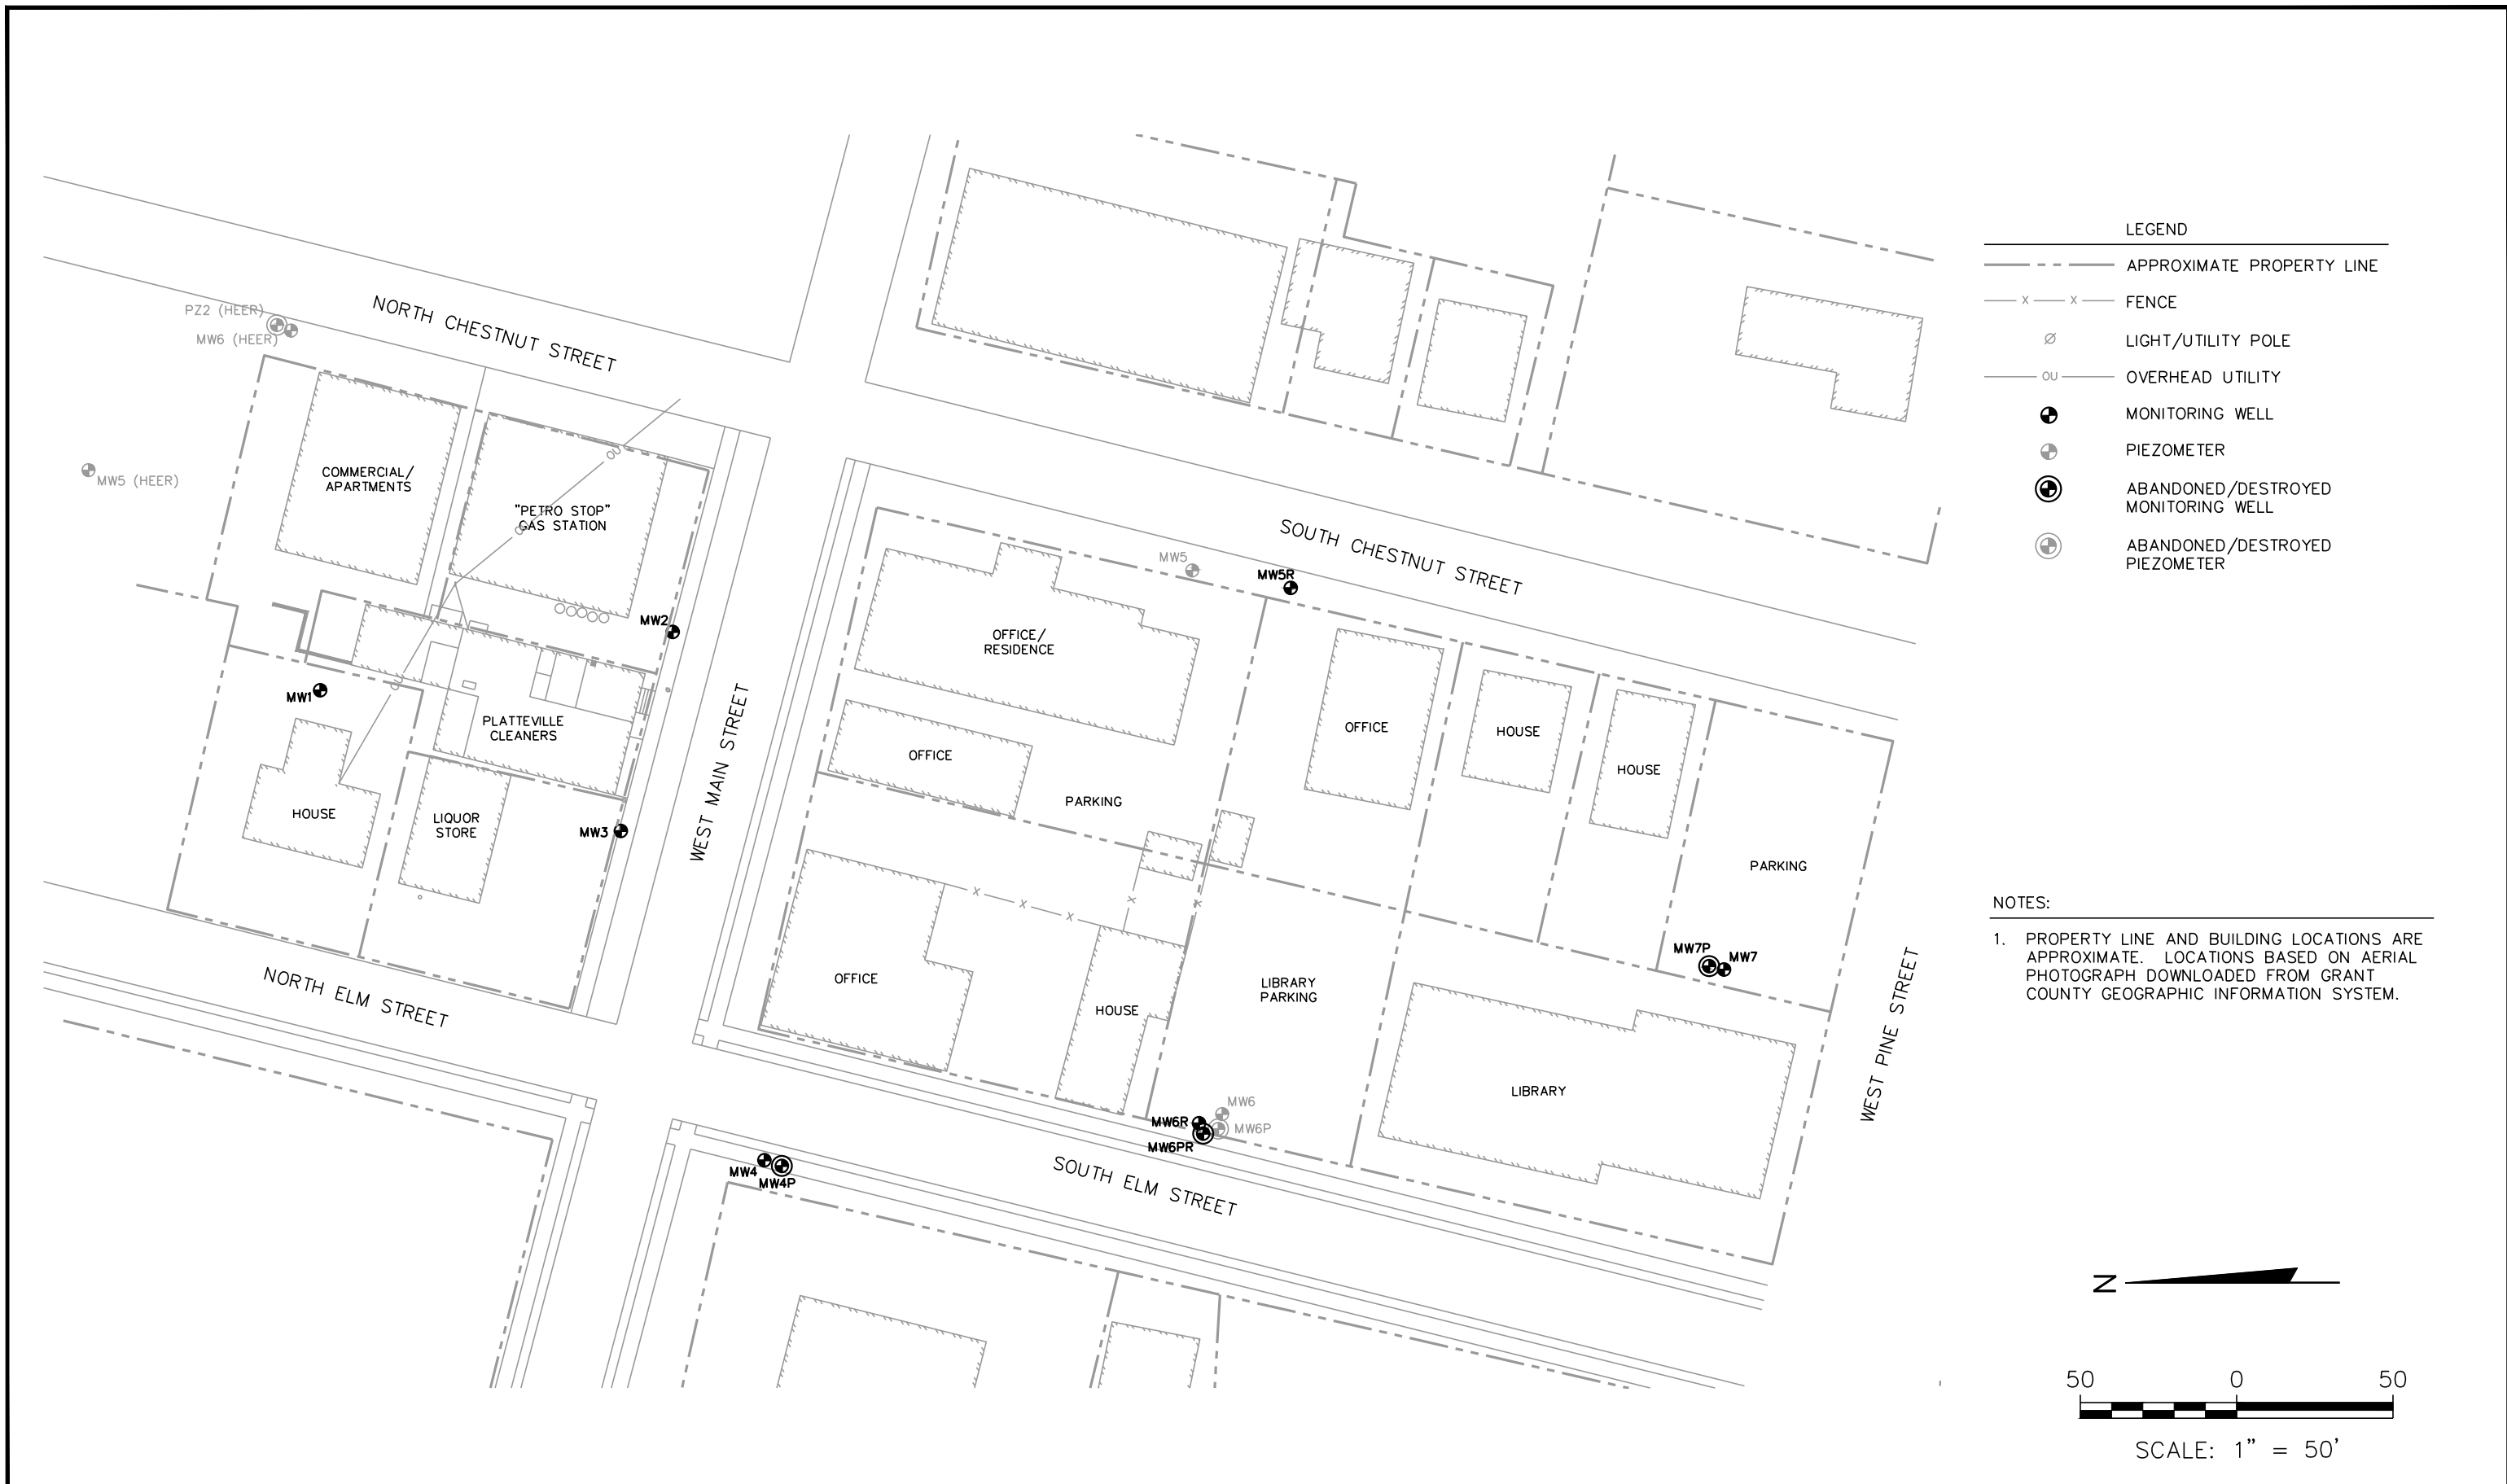 PZ2 (HEER)
MW6 (HEER)
MW5 (HEER)
NORTH CHESTNUT STREET
COMMERCIAL/
APARTMENTS
"PETRO STOP"
GAS STATION
OU
OU
OU
MW2
MW1
PLATTEVILLE
CLEANERS
HOUSE
LIQUOR
STORE
MW3
WEST MAIN STREET
NORTH ELM STREET
SOUTH CHESTNUT STREET
MW5
MW5R
OFFICE/
RESIDENCE
OFFICE
PARKING
OFFICE
HOUSE
HOUSE
PARKING
X
X
X
X
X
OFFICE
HOUSE
LIBRARY
PARKING
MW7P
MW7
LIBRARY
WEST PINE STREET
MW6
MW6R
MW6P
MW6PR
MW4
MW4P
SOUTH ELM STREET
LEGEND
APPROXIMATE PROPERTY LINE
X X FENCE
LIGHT/UTILITY POLE
OU OVERHEAD UTILITY
MONITORING WELL
PIEZOMETER
ABANDONED/DESTROYED
MONITORING WELL
ABANDONED/DESTROYED
PIEZOMETER
NOTES:
1. PROPERTY LINE AND BUILDING LOCATIONS ARE
APPROXIMATE. LOCATIONS BASED ON AERIAL
PHOTOGRAPH DOWNLOADED FROM GRANT
COUNTY GEOGRAPHIC INFORMATION SYSTEM.
N
50 0 50
SCALE: 1" = 50'